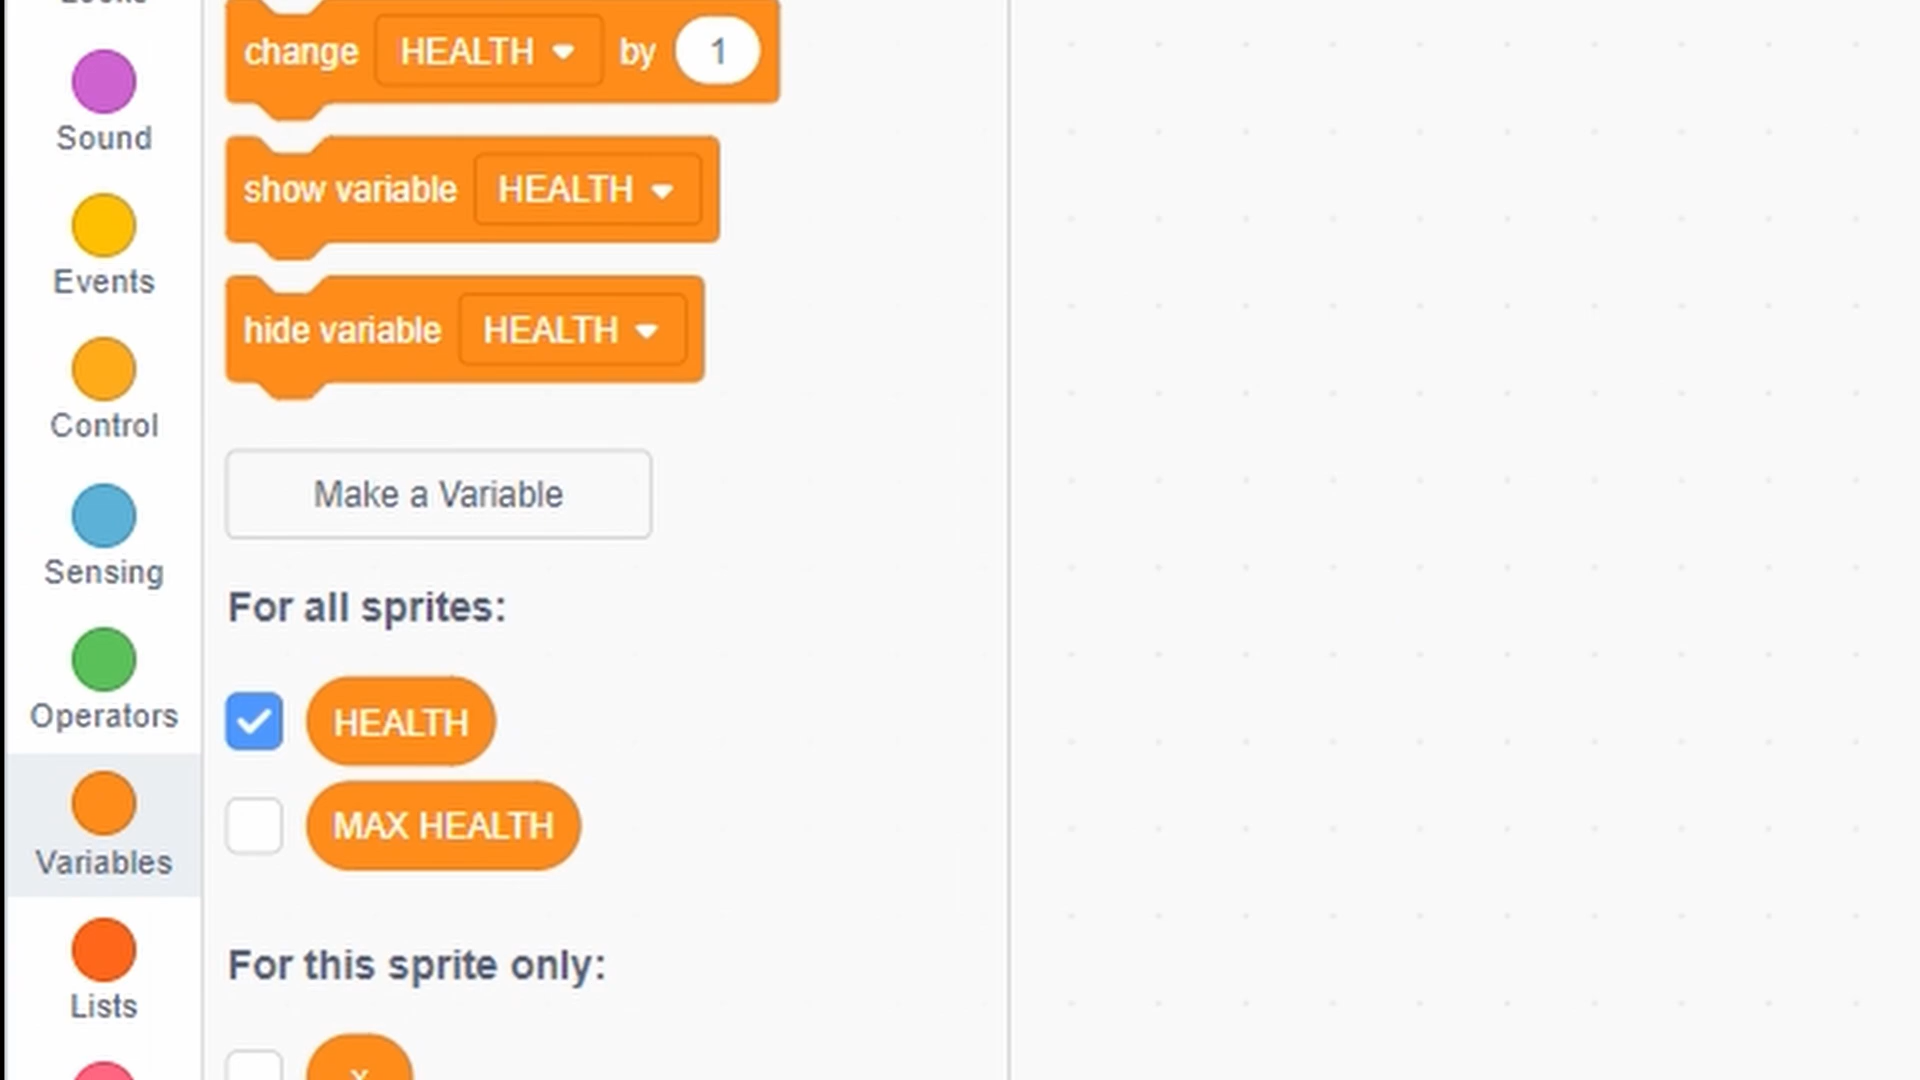 Looks
Sound
Events
Control
Sensing
Operators
Variables
Lists
change HEALTH by 1
show variable HEALTH
hide variable HEALTH
Make a Variable
For all sprites:
HEALTH
MAX HEALTH
For this sprite only:
x